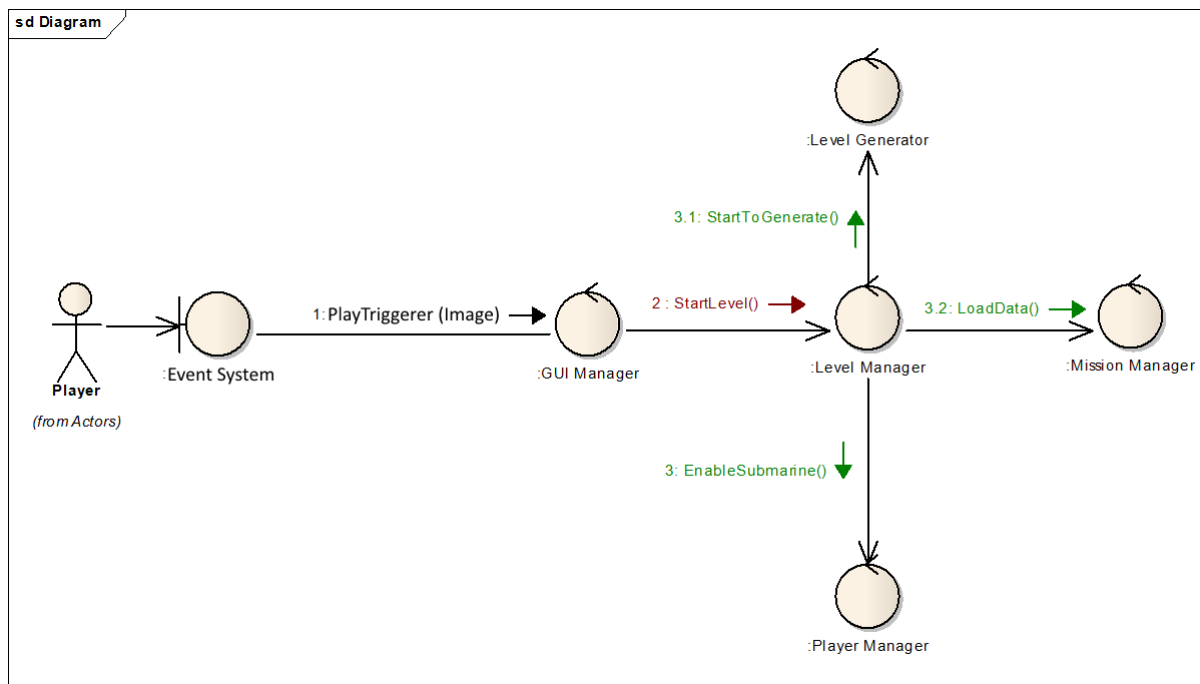 sd Diagram
:Level Generator
3.1: StartToGenerate()
1:PlayTriggerer (Image)
2 : StartLevel()
3.2: LoadData()
:Event System
:GUI Manager
:Level Manager
:Mission Manager
Player
(from Actors)
3: EnableSubmarine()
:Player Manager